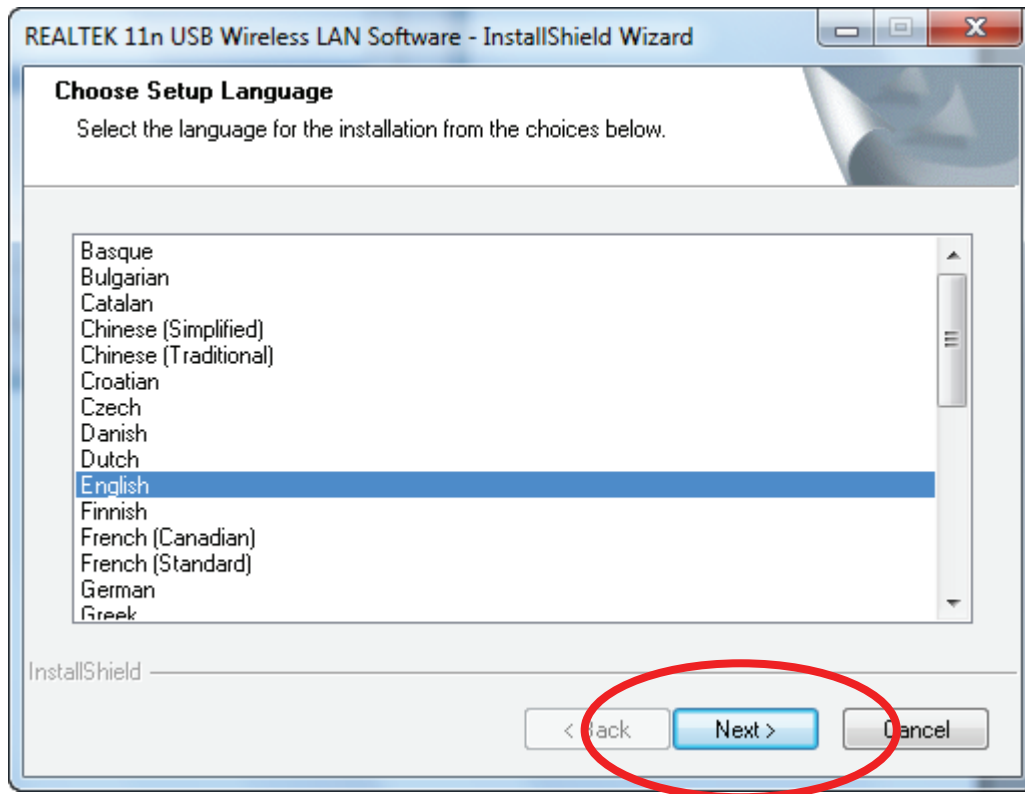 REALTEK 11n USB Wireless LAN Software - InstallShield Wizard
Choose Setup Language
Select the language for the installation from the choices below.
Basque
Bulgarian
Catalan
Chinese (Simplified)
Chinese (Traditional)
Croatian
Czech
Danish
Dutch
English
Finnish
French (Canadian)
French (Standard)
German
Greek
InstallShield
< Back Next > Cancel